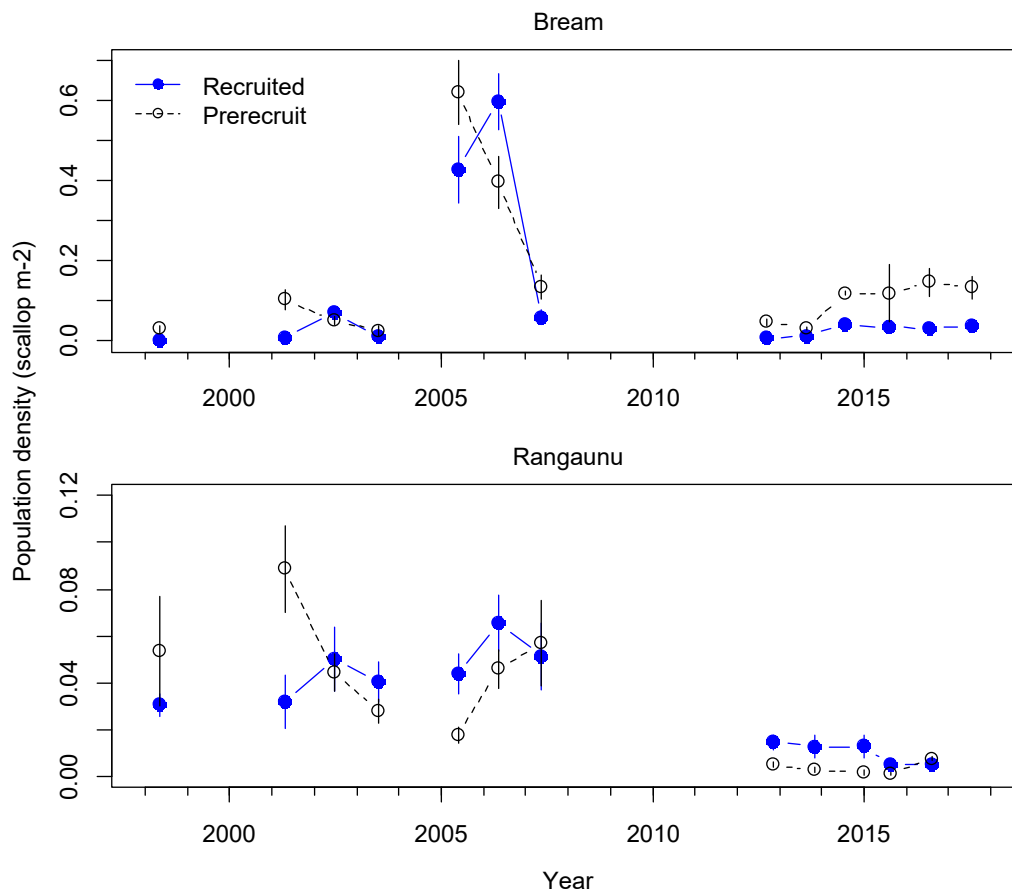 Bream
Recruited
Prerecruit
0.6
0.4
0.2
0.0
2000 2005 2010 2015
Population density (scallop m-2)
Rangaunu
0.12
0.08
0.04
0.00
2000 2005 2010 2015
Year